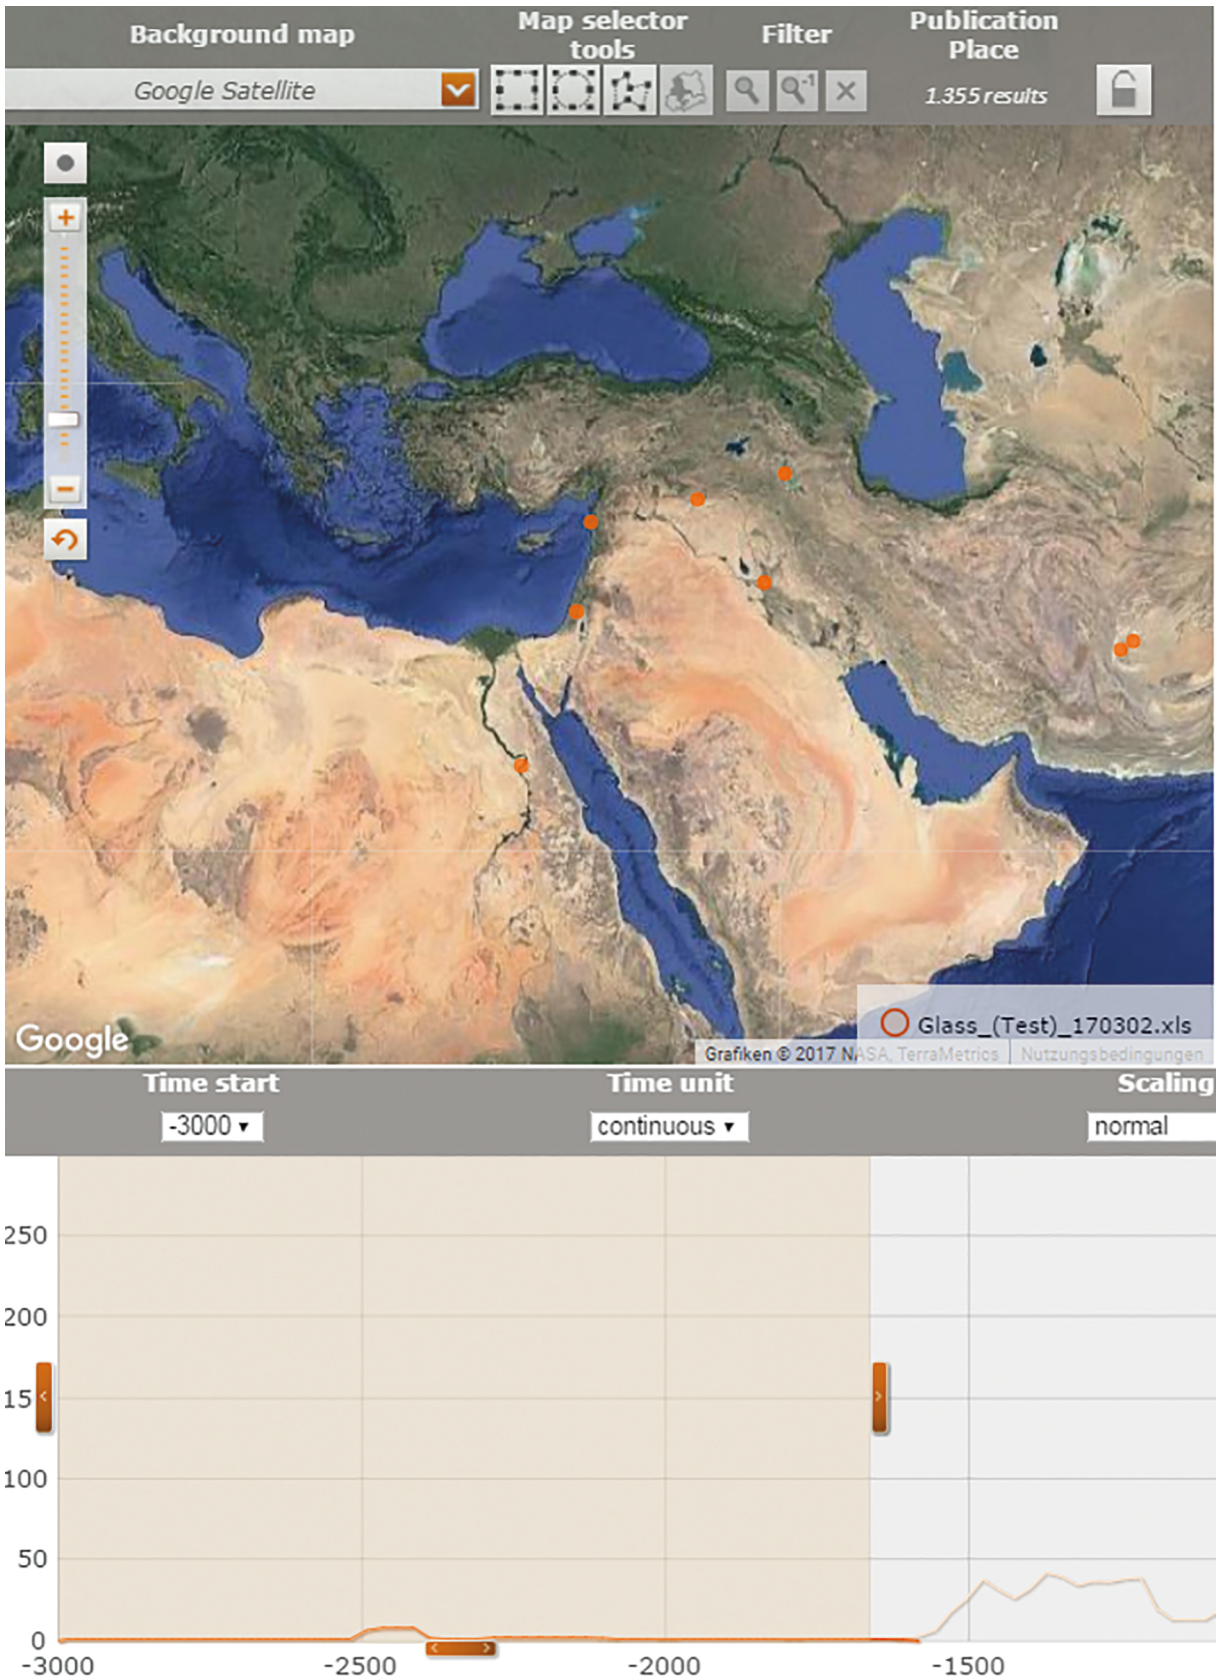 Background map
Map selector
tools
Filter
Publication
Place
Google Satellite
-1
1.355 results
+
−
Google
Glass_(Test)_170302.xls
Grafiken © 2017 NASA, TerraMetrics
Nutzungsbedingungen
Time start
Time unit
Scaling
-3000
continuous
normal
250
200
15
100
50
0
-3000
-2500
-2000
-1500